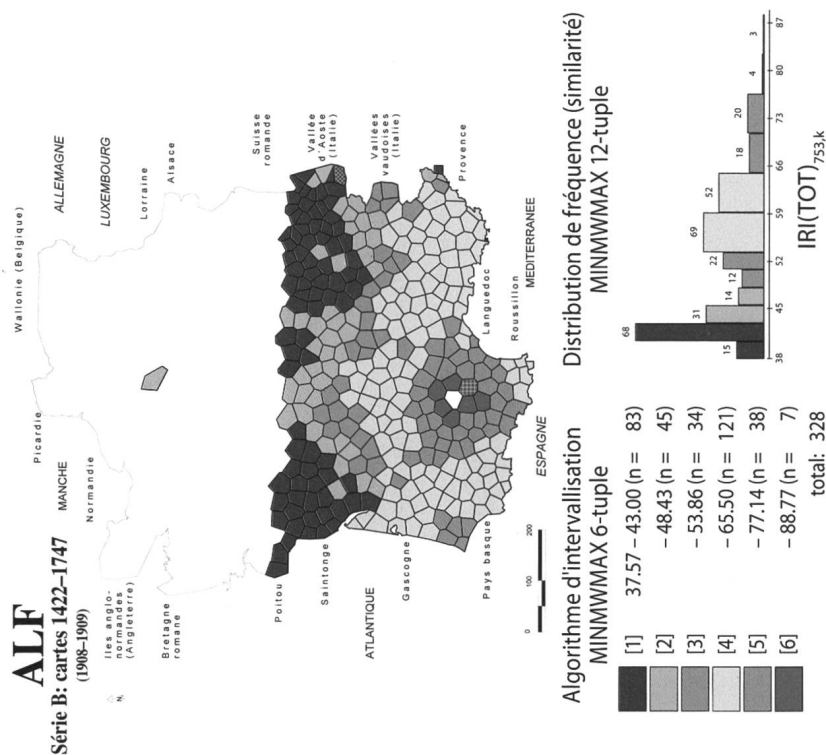 ALF
Série B: cartes 1422–1747
(1908–1909)
N.
Wallonie (Belgique)
Picardie
MANCHE
Normandie
Iles anglo-
normandes
(Angleterre)
Bretagne
romane
ALLEMAGNE
LUXEMBOURG
Lorraine
Alsace
Suisse
romande
Vallée
d'Aoste
(Italie)
Vallées
vaudoises
(Italie)
Provence
Poitou
Saintonge
ATLANTIQUE
Gascogne
Pays basque
ESPAGNE
Roussillon
Languedoc
MEDITERRANEE
0 100 200
Algorithme d'intervallisation
MINMWMAX 6-tuple
[1] 37.57 – 43.00 (n = 83)
[2] – 48.43 (n = 45)
[3] – 53.86 (n = 34)
[4] – 65.50 (n = 121)
[5] – 77.14 (n = 38)
[6] – 88.77 (n = 7)
total: 328
Distribution de fréquence (similarité)
MINMWMAX 12-tuple
15 68 31 14 12 22 69 52 18 20 4 3
38 45 52 59 66 73 80 87
IRI(TOT)753,k